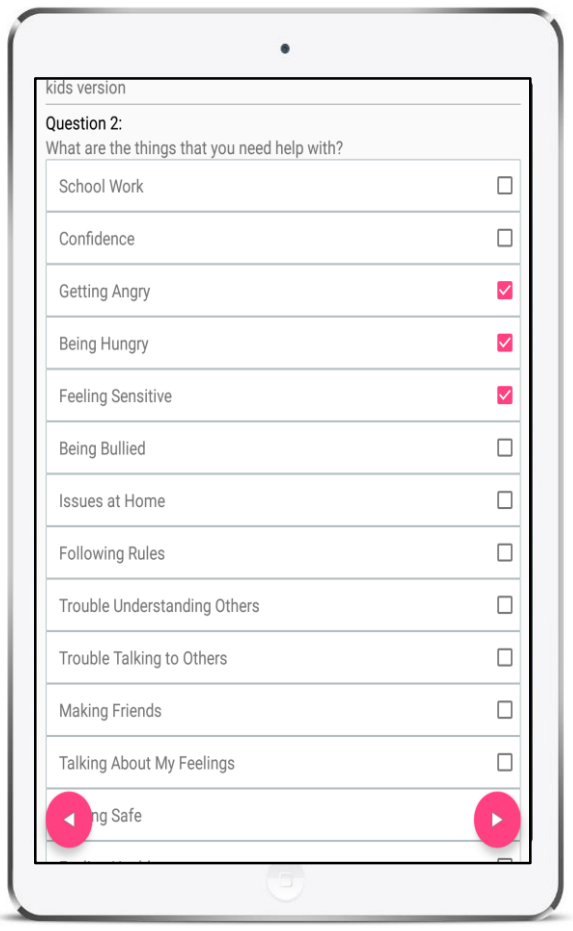 kids version
Question 2:
What are the things that you need help with?
School Work
Confidence
Getting Angry
Being Hungry
Feeling Sensitive
Being Bullied
Issues at Home
Following Rules
Trouble Understanding Others
Trouble Talking to Others
Making Friends
Talking About My Feelings
Safe